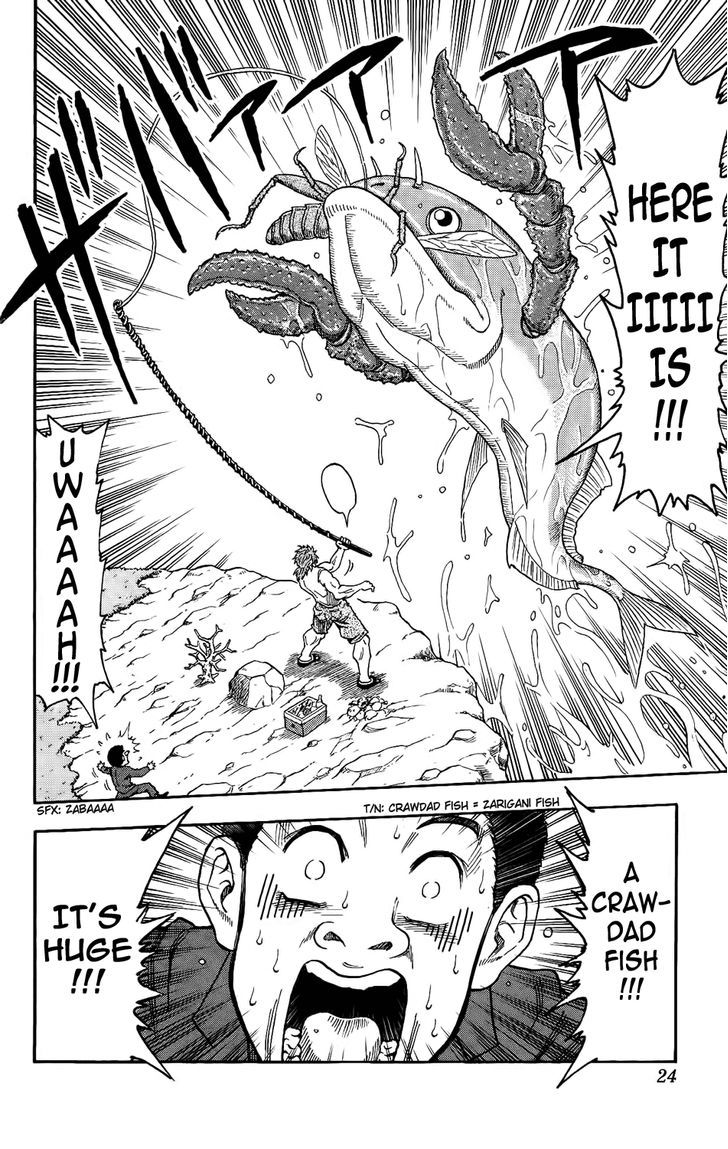 HERE
IT
IIIIII
IS
!!!
ザバァアア
UWAAAAAH!!!
SFX: ZABAAAA
T/N: CRAWDAD FISH = ZARIGANI FISH
A
CRAW-
DAD
FISH
!!!
IT'S
HUGE
!!!
24